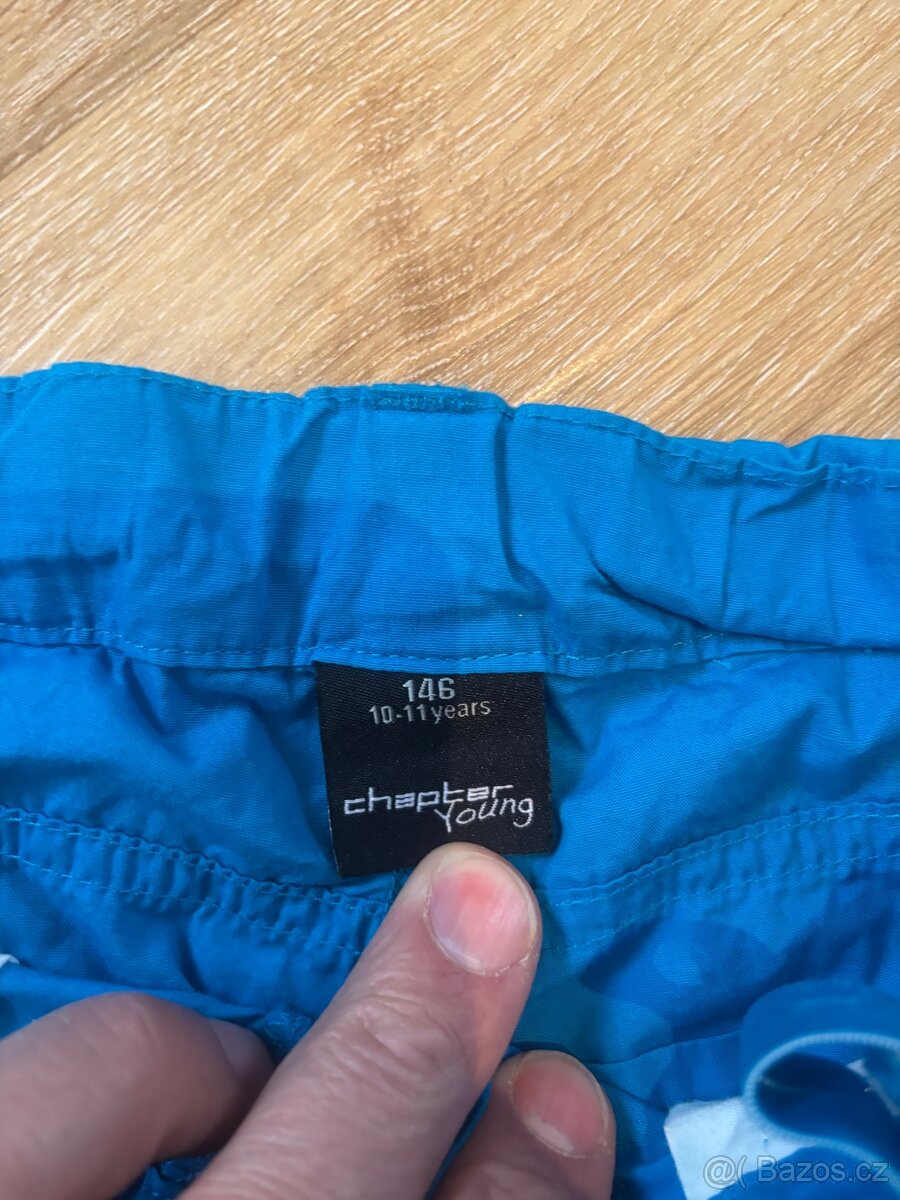 146
10-11 years
chapter
Young
@( Bazos.cz